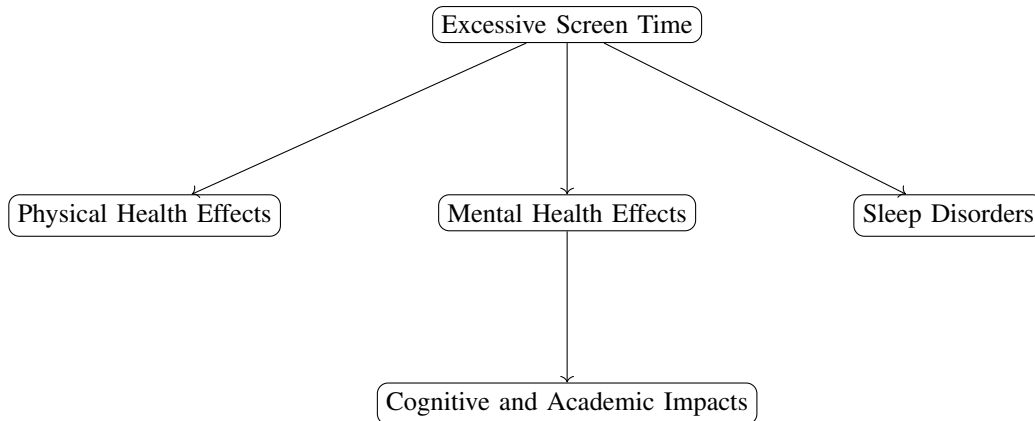 Excessive Screen Time
Physical Health Effects
Mental Health Effects
Sleep Disorders
Cognitive and Academic Impacts